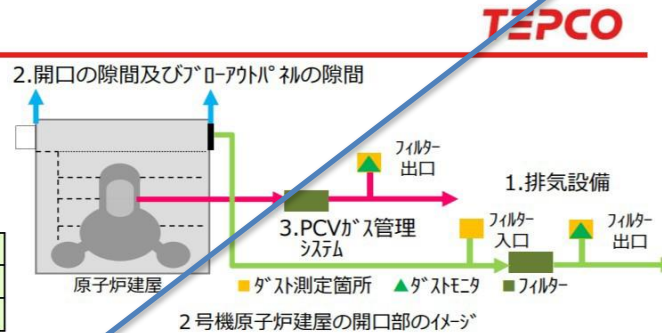 TEPCO
2.開口の隙間及びﾌﾞﾛｰｱｳﾄﾊﾟﾈﾙの隙間
ﾌｨﾙﾀｰ
出口
1.排気設備
3.PCVｶﾞｽ管理
ｼｽﾃﾑ
ﾌｨﾙﾀｰ
入口
ﾌｨﾙﾀｰ
出口
原子炉建屋
■ﾀﾞｽﾄ測定箇所 ▲ﾀﾞｽﾄﾓﾆﾀ ■ﾌｨﾙﾀｰ
2号機原子炉建屋の開口部のｲﾒｰｼﾞ